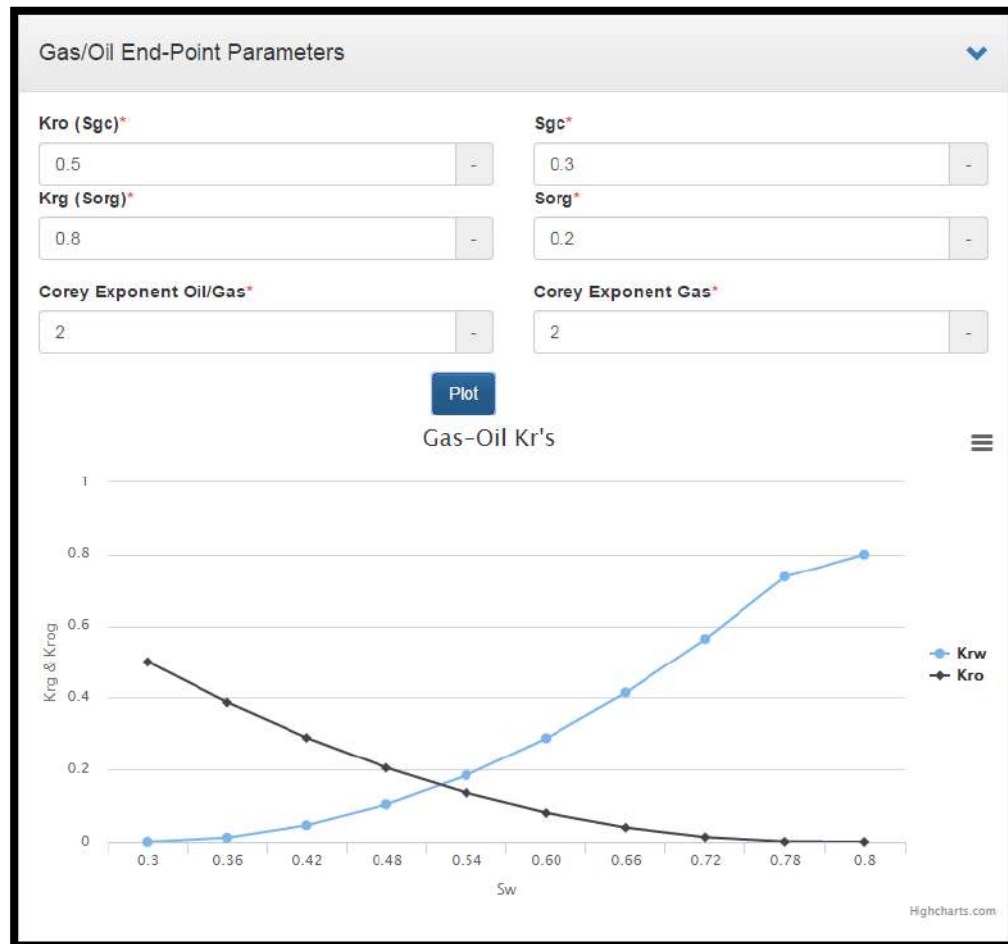 Gas/Oil End-Point Parameters
Kro (Sgc)*
Sgc*
0.5 -
0.3 -
Krg (Sorg)*
Sorg*
0.8 -
0.2 -
Corey Exponent Oil/Gas*
Corey Exponent Gas*
2 -
2 -
Plot
Gas-Oil Kr's
1
0.8
0.6
0.4
0.2
0
Krg & Krog
Krw
Kro
0.3 0.36 0.42 0.48 0.54 0.60 0.66 0.72 0.78 0.8
Sw
Highcharts.com